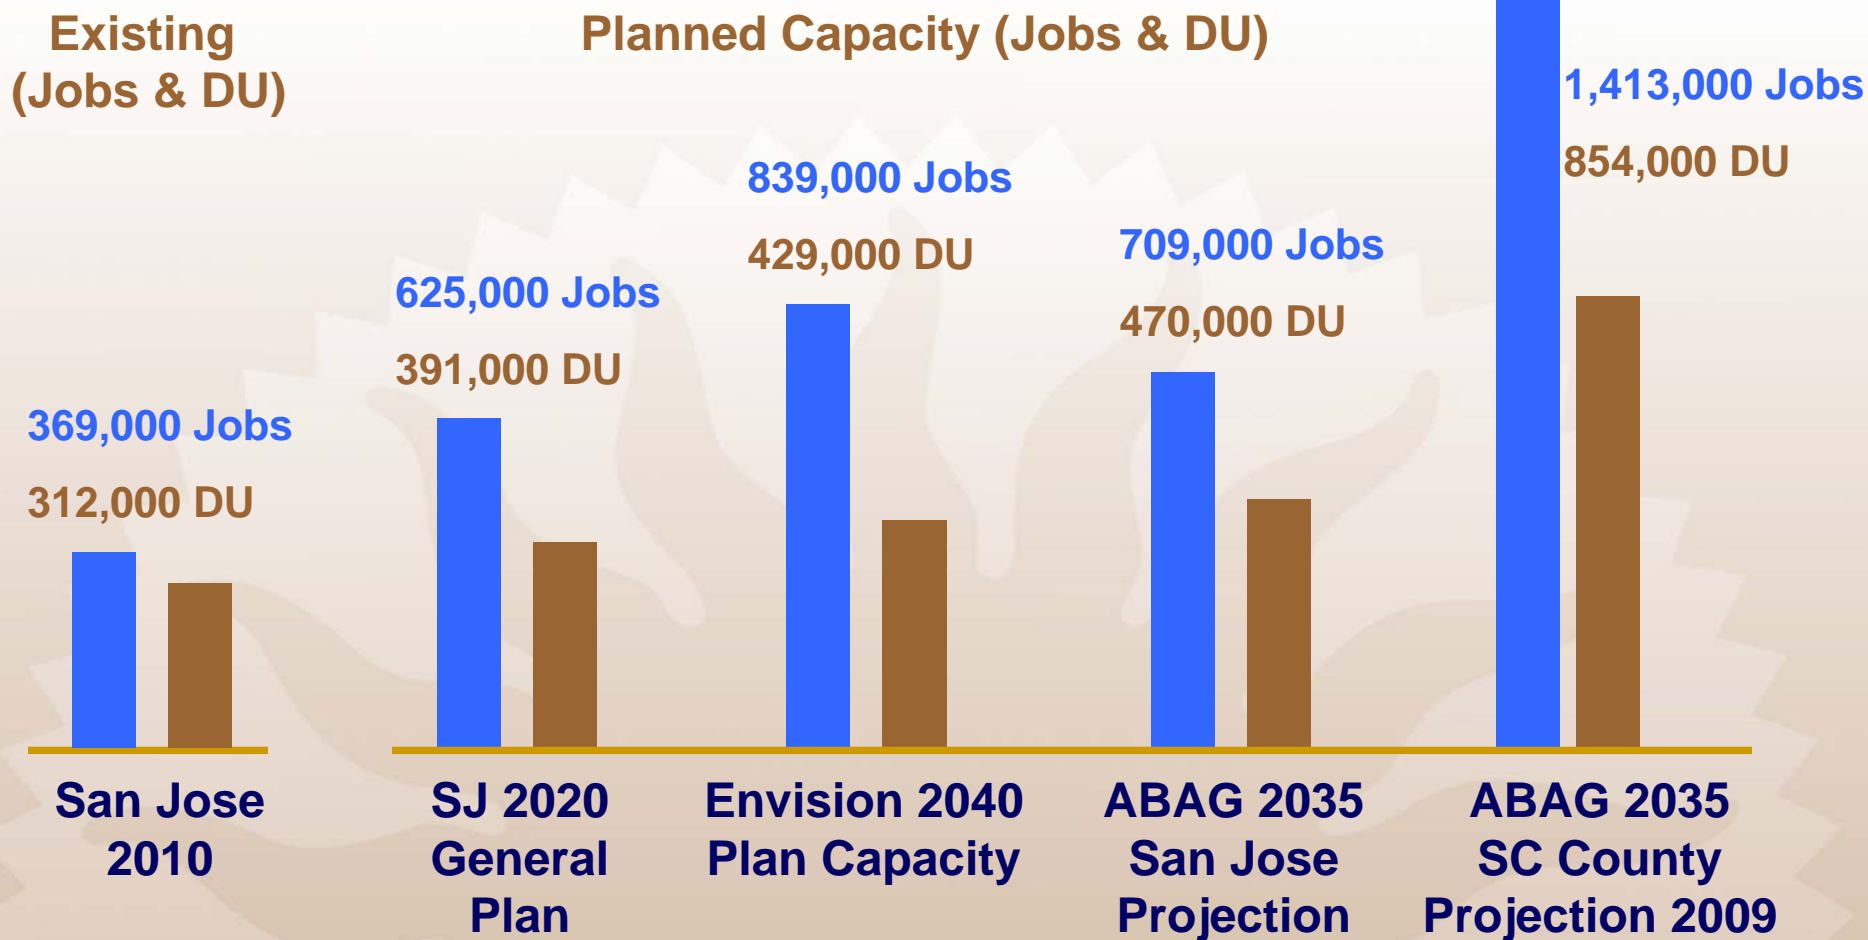 Existing
(Jobs & DU)
Planned Capacity (Jobs & DU)
369,000 Jobs
312,000 DU
625,000 Jobs
391,000 DU
839,000 Jobs
429,000 DU
709,000 Jobs
470,000 DU
1,413,000 Jobs
854,000 DU
San Jose
2010
SJ 2020
General
Plan
Envision 2040
Plan Capacity
ABAG 2035
San Jose
Projection
ABAG 2035
SC County
Projection 2009